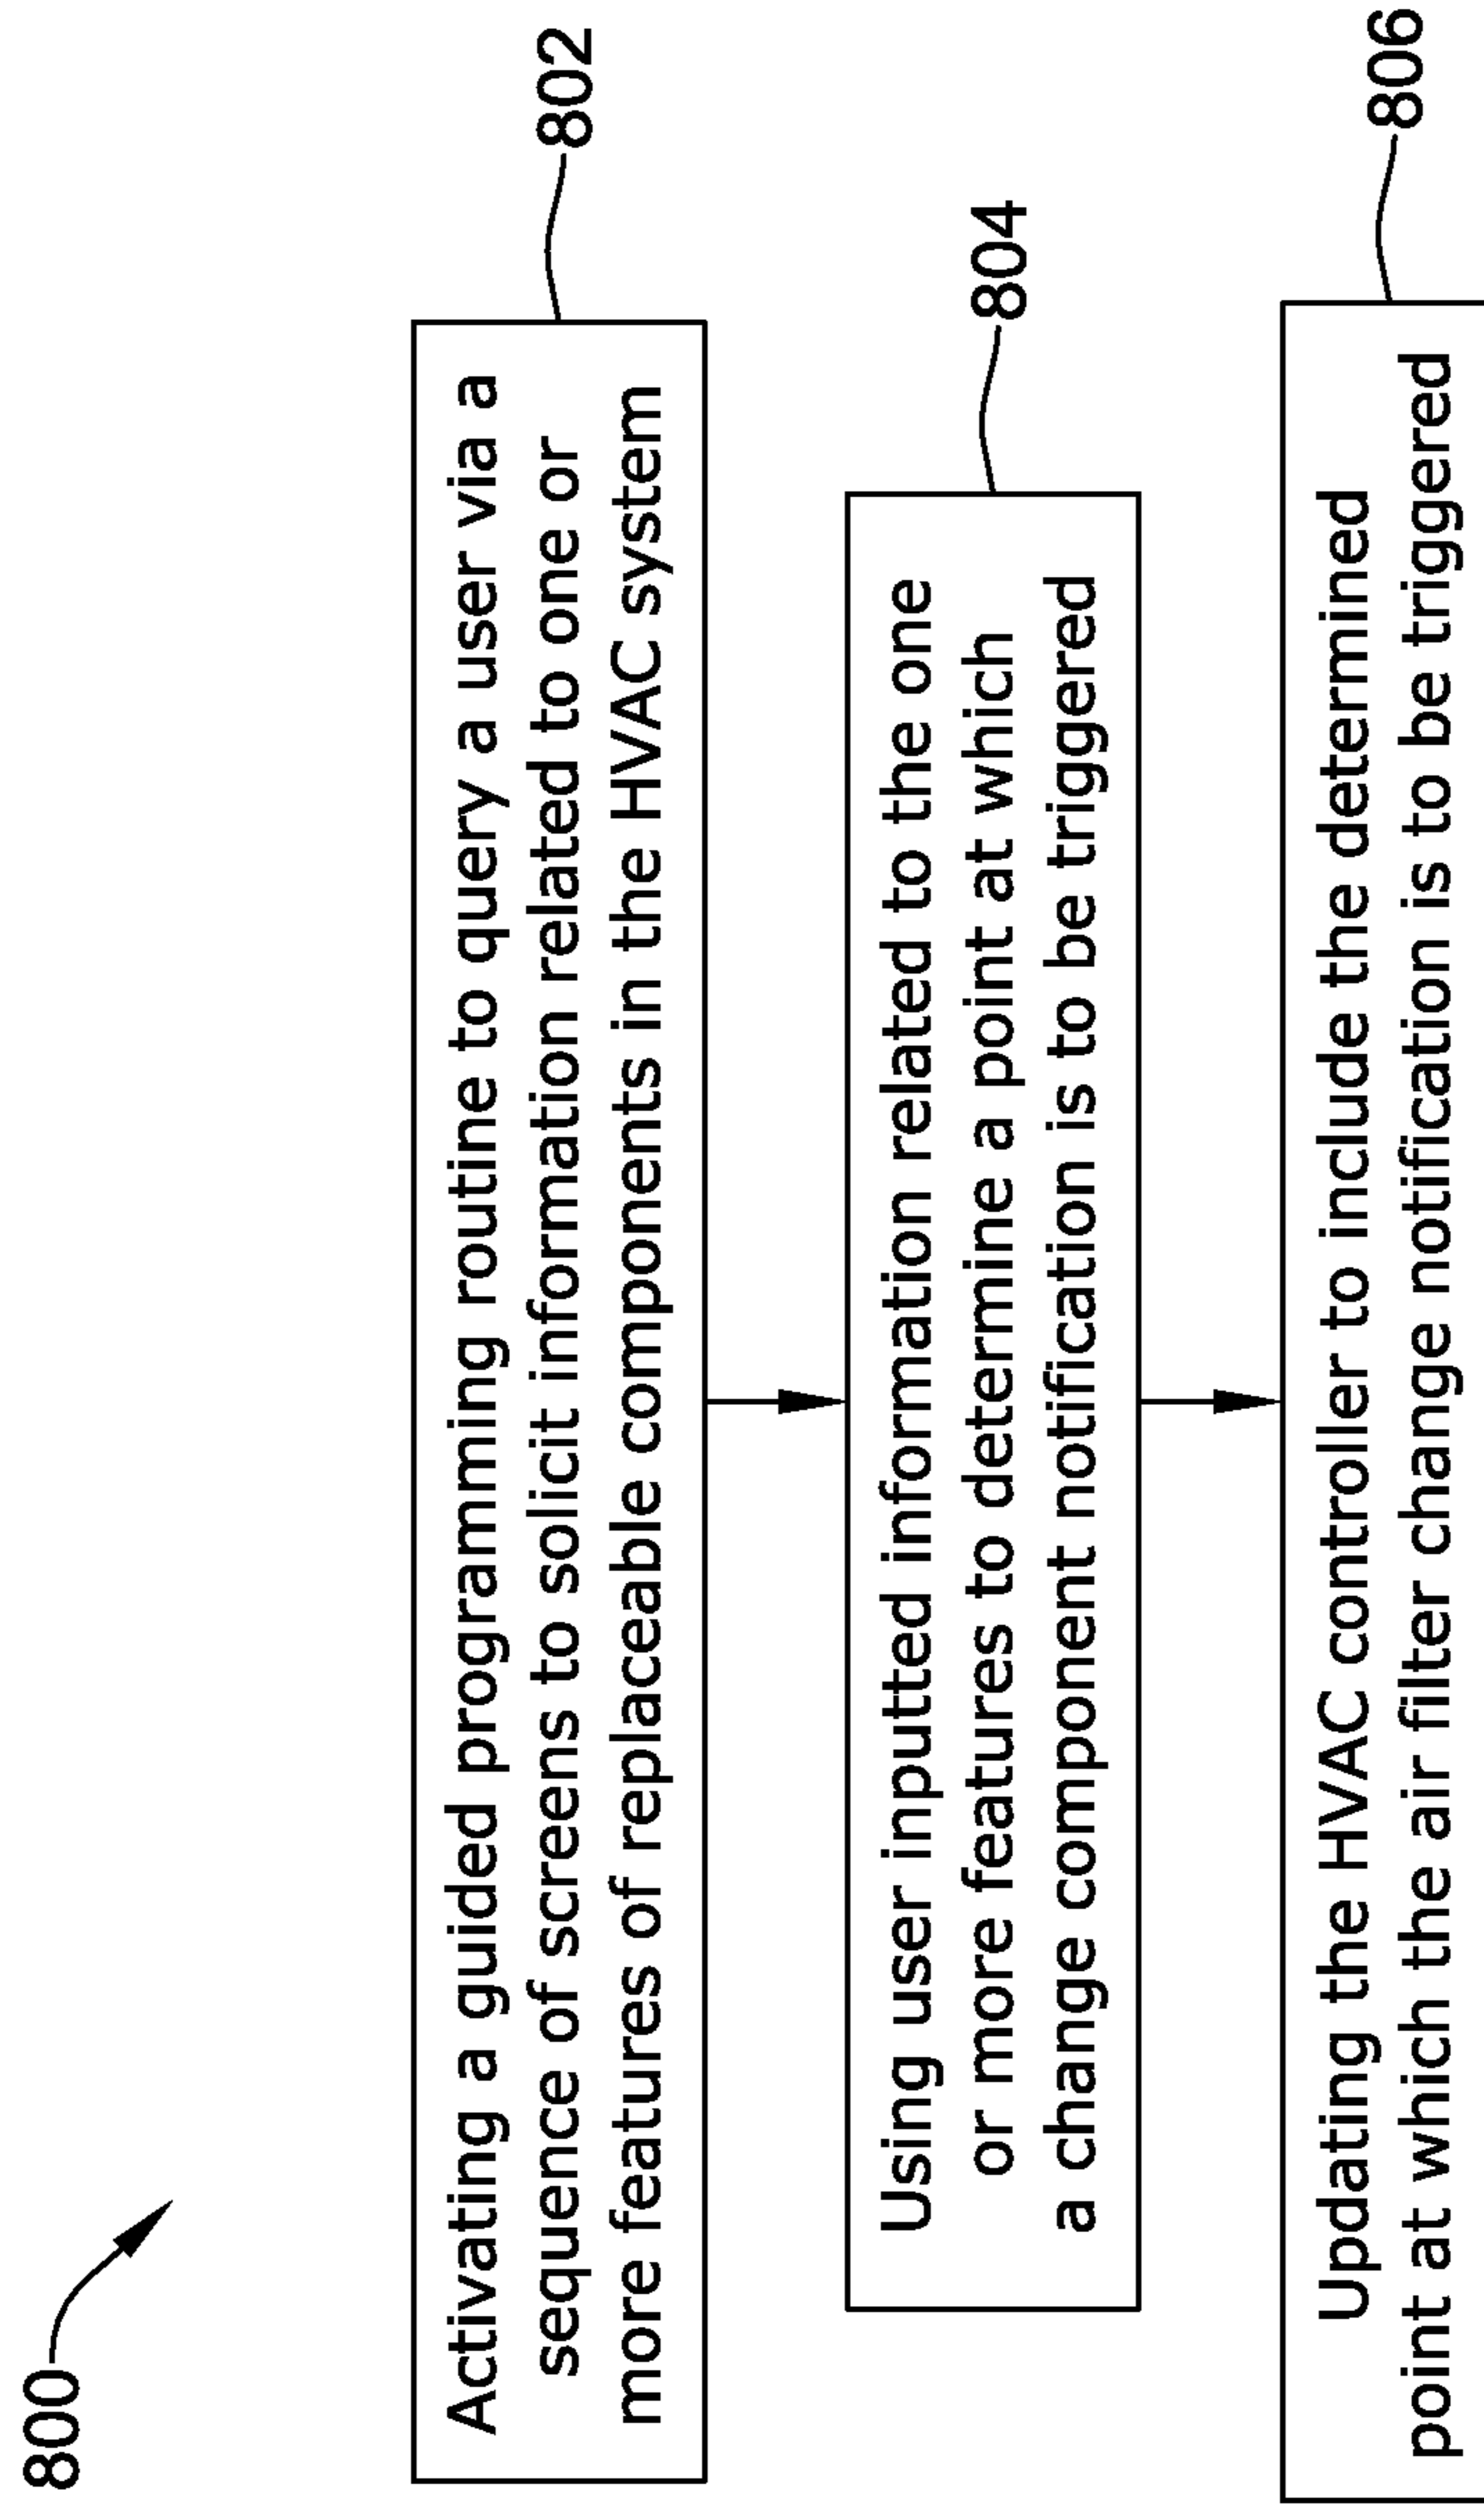 800
Activating a guided programming routine to query a user via a
sequence of screens to solicit information related to one or
more features of replaceable components in the HVAC system
802
Using user inputted information related to the one
or more features to determine a point at which
a change component notification is to be triggered
804
Updating the HVAC controller to include the determined
point at which the air filter change notification is to be triggered
806